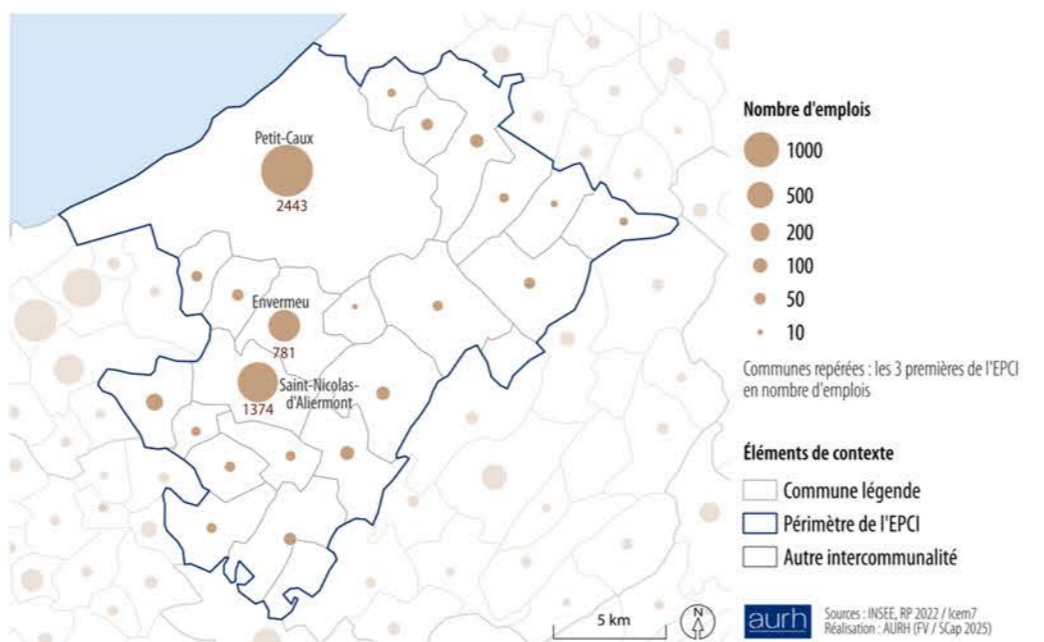 Petit-Caux
2443
Envermeu
781
Saint-Nicolas-
d'Aliermont
1374
5 km
N
Nombre d'emplois
1000
500
200
100
50
10
Communes repérées : les 3 premières de l'EPCI
en nombre d'emplois
Éléments de contexte
Commune légende
Périmètre de l'EPCI
Autre intercommunalité
aurh
Sources : INSEE, RP 2022 / Icem7
Réalisation : AURH (FV / SCap 2025)